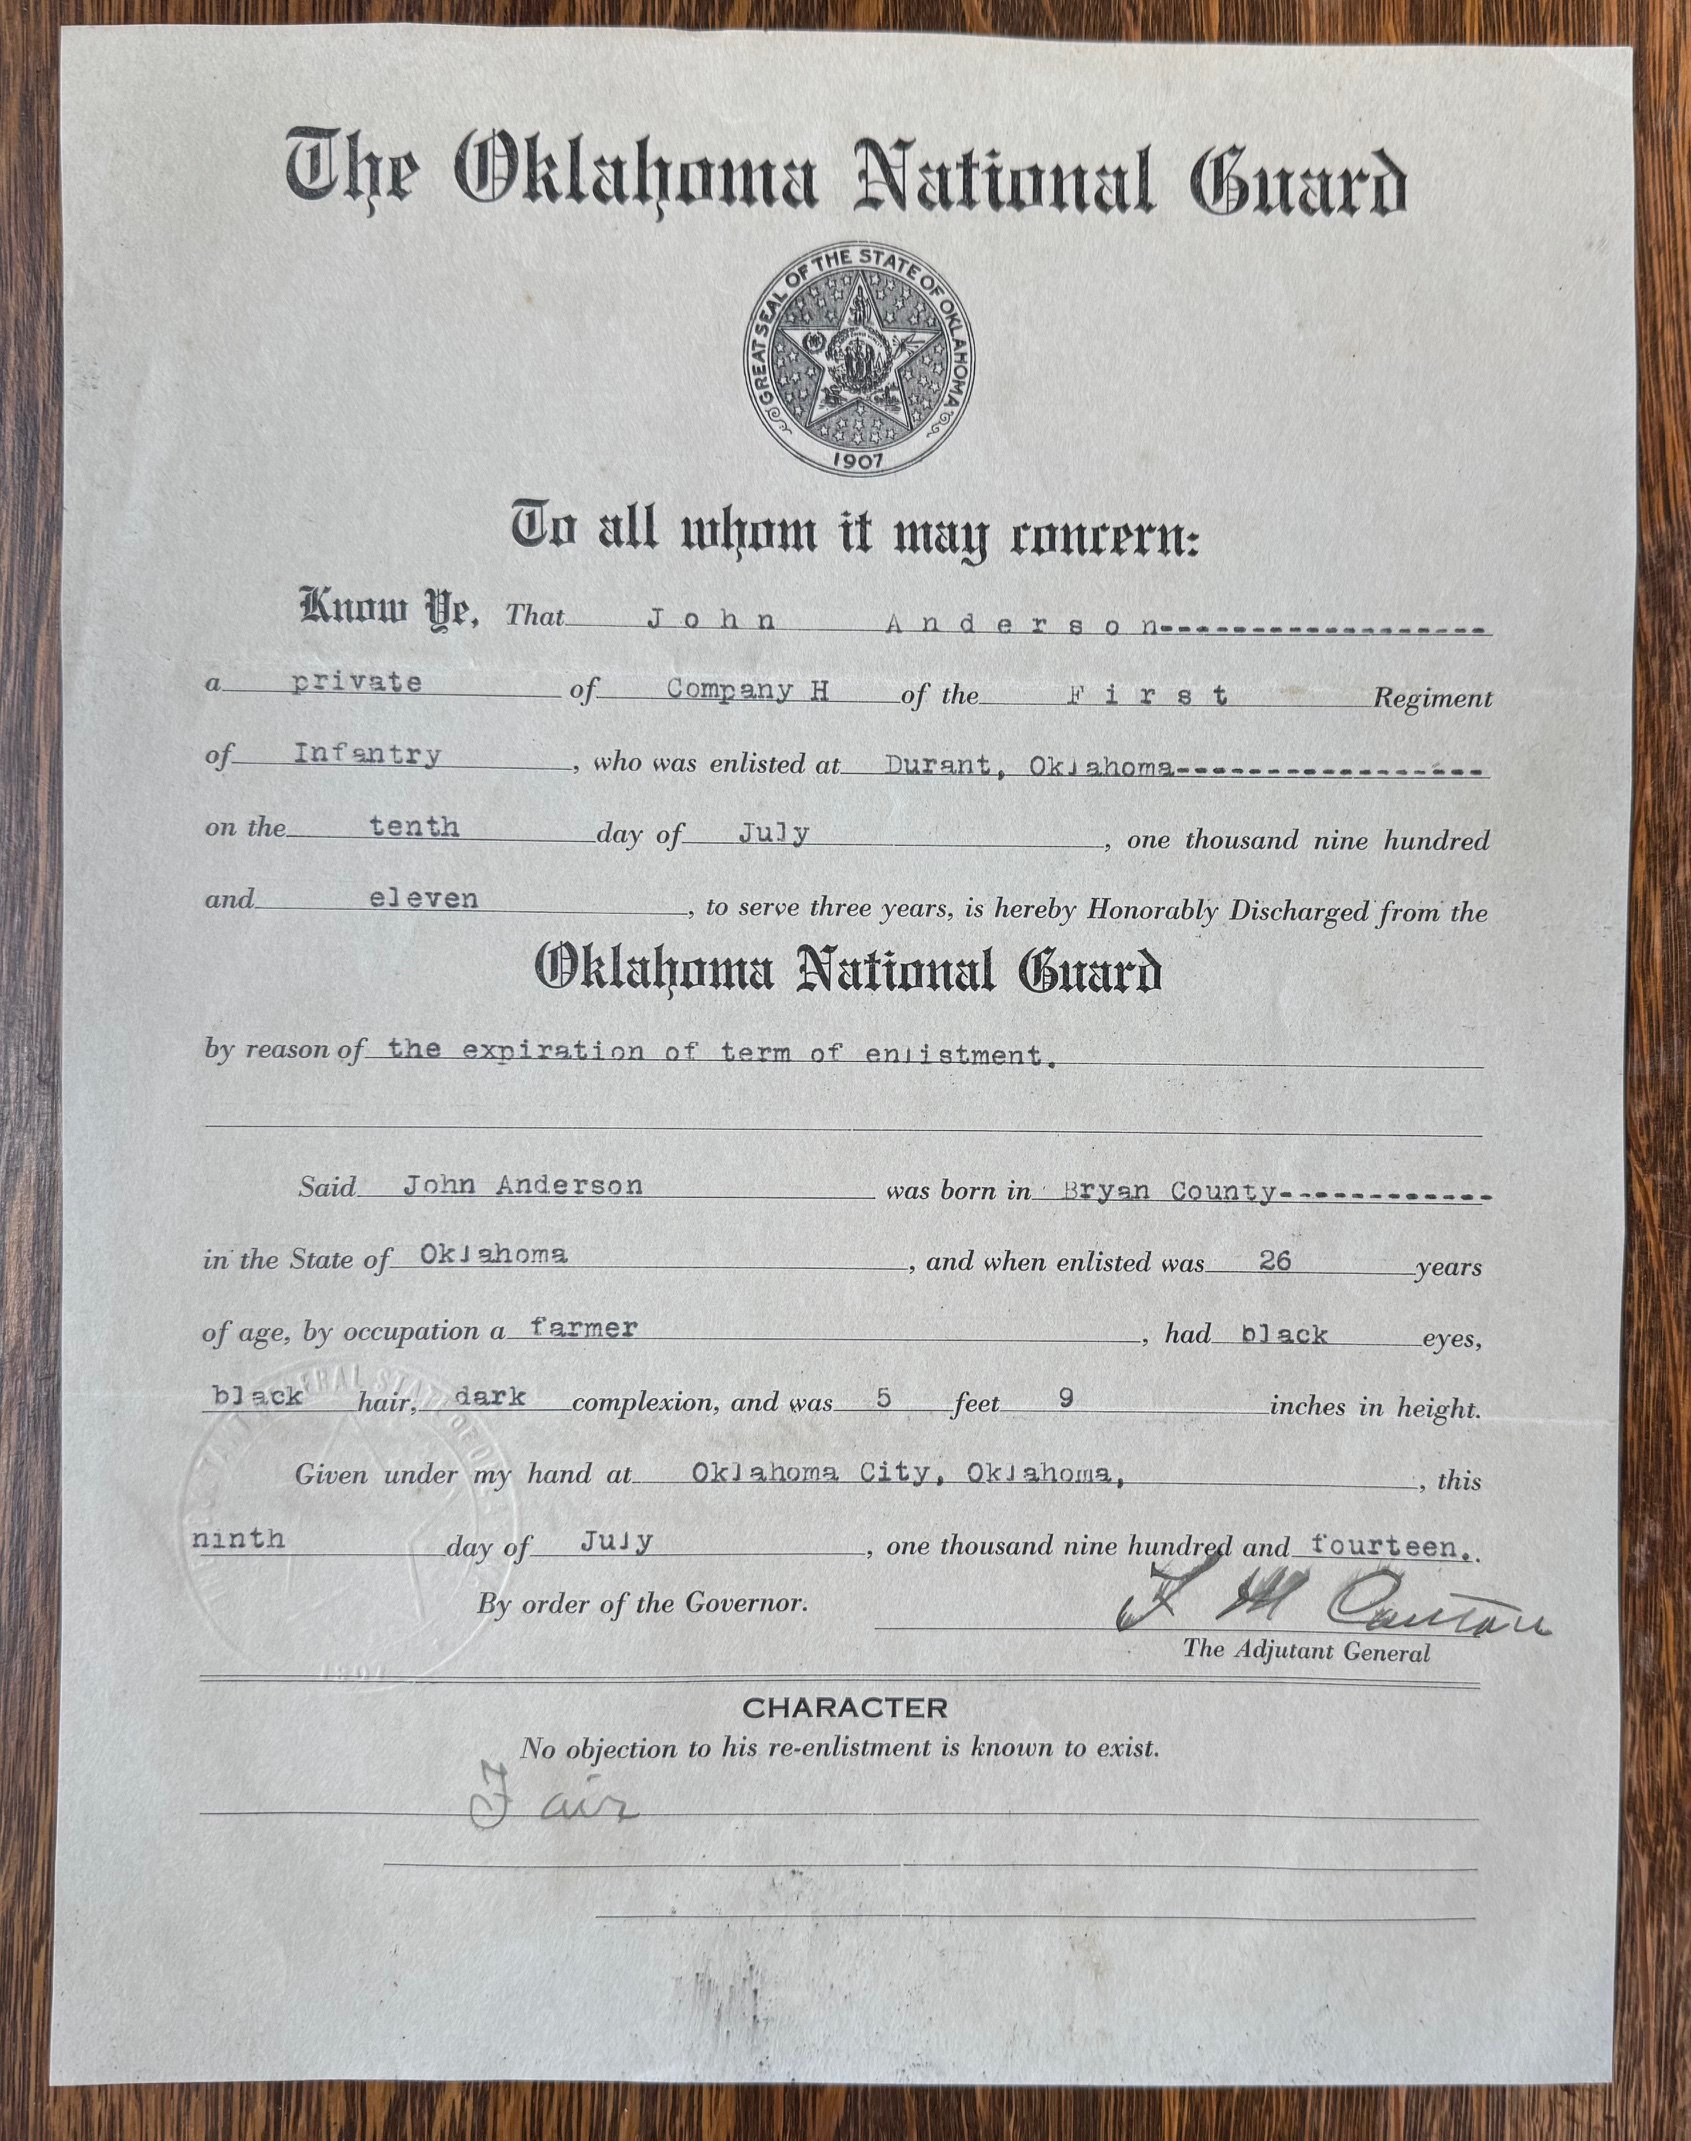 The Oklahoma National Guard
GREAT SEAL OF THE STATE OF OKLAHOMA
1907
To all whom it may concern:
Know Ye, That John Anderson------------------
a private of Company H of the First Regiment
of Infantry, who was enlisted at Durant, Oklahoma-----------------
on the tenth day of July, one thousand nine hundred
and eleven, to serve three years, is hereby Honorably Discharged from the
Oklahoma National Guard
by reason of the expiration of term of enlistment.
Said John Anderson was born in Bryan County------------
in the State of Oklahoma, and when enlisted was 26 years
of age, by occupation a farmer, had black eyes,
black hair, dark complexion, and was 5 feet 9 inches in height.
Given under my hand at Oklahoma City, Oklahoma, , this
ninth day of July, one thousand nine hundred and fourteen..
By order of the Governor. F M Canton
The Adjutant General
1907
CHARACTER
No objection to his re-enlistment is known to exist.
Fair